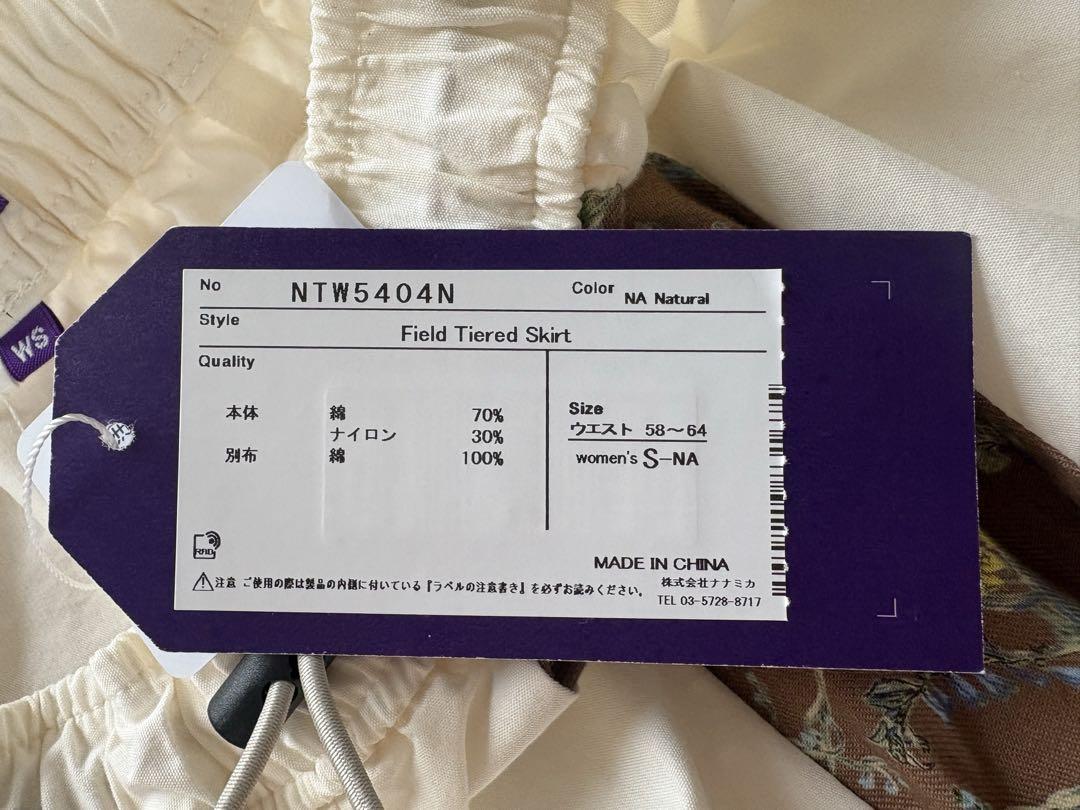 No NTW5404N Color NA Natural
Style Field Tiered Skirt
Quality
本体 綿 70%
ナイロン 30%
別布 綿 100%
Size
ウエスト 58〜64
women's S-NA
RFID
MADE IN CHINA
注意 ご使用の際は製品の内側に付いている『ラベルの注意書き』を必ずお読みください。
株式会社ナナミカ
TEL 03-5728-8717
WS